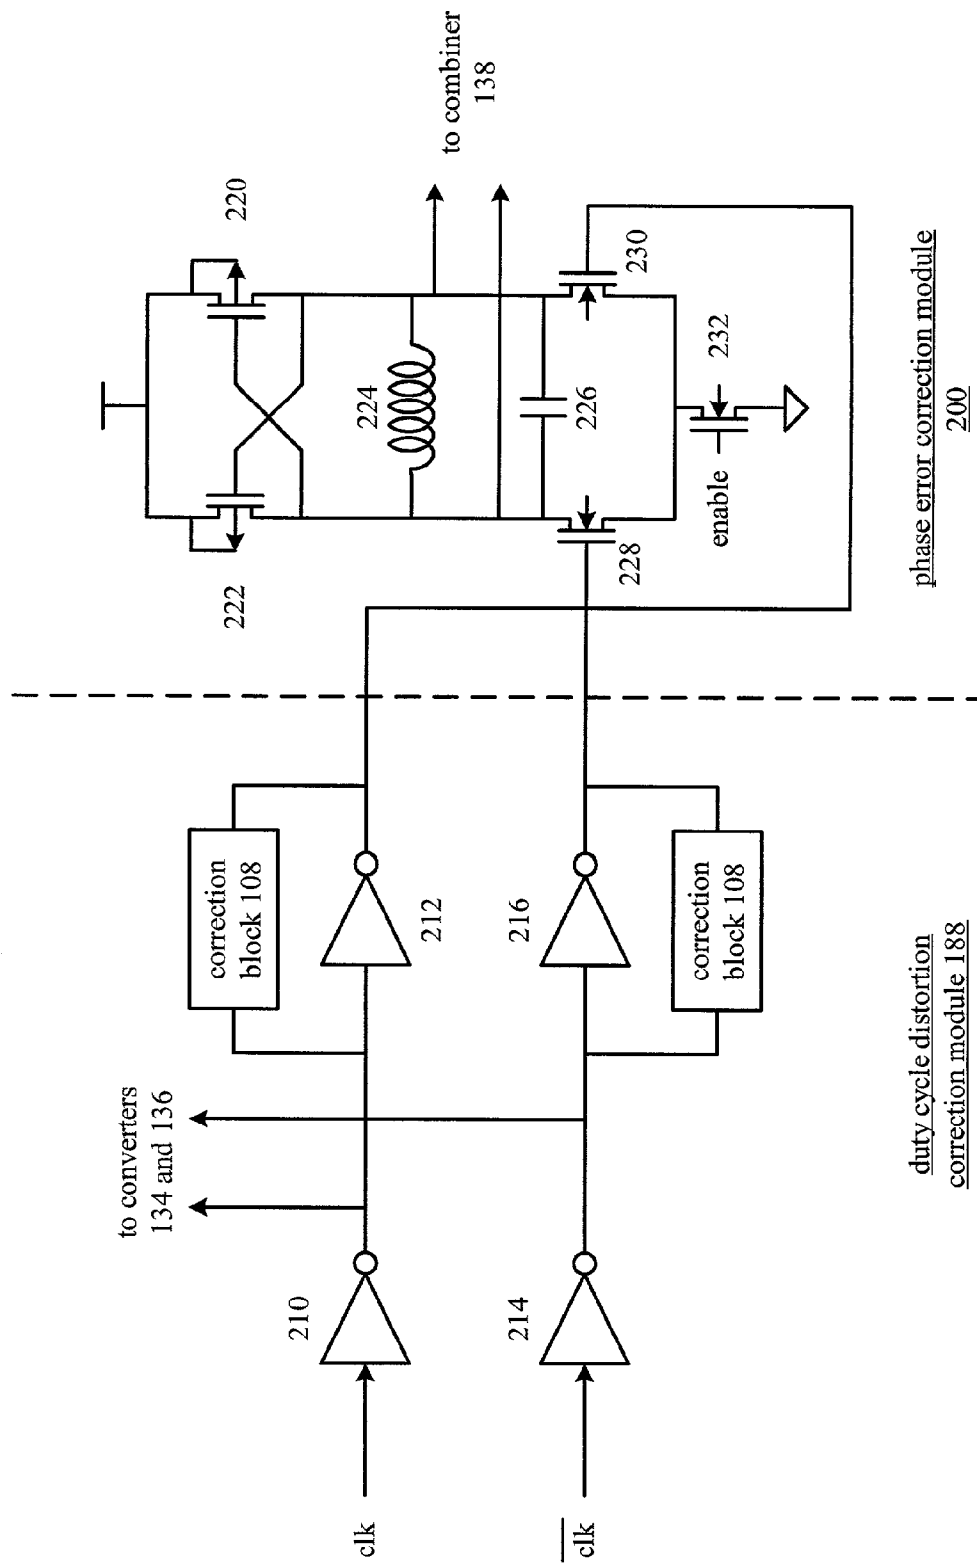 clk
clk
210
214
to converters
134 and 136
correction
block 108
212
216
correction
block 108
duty cycle distortion
correction module 188
222
220
224
226
228
230
232
enable
to combiner
138
phase error correction module
200